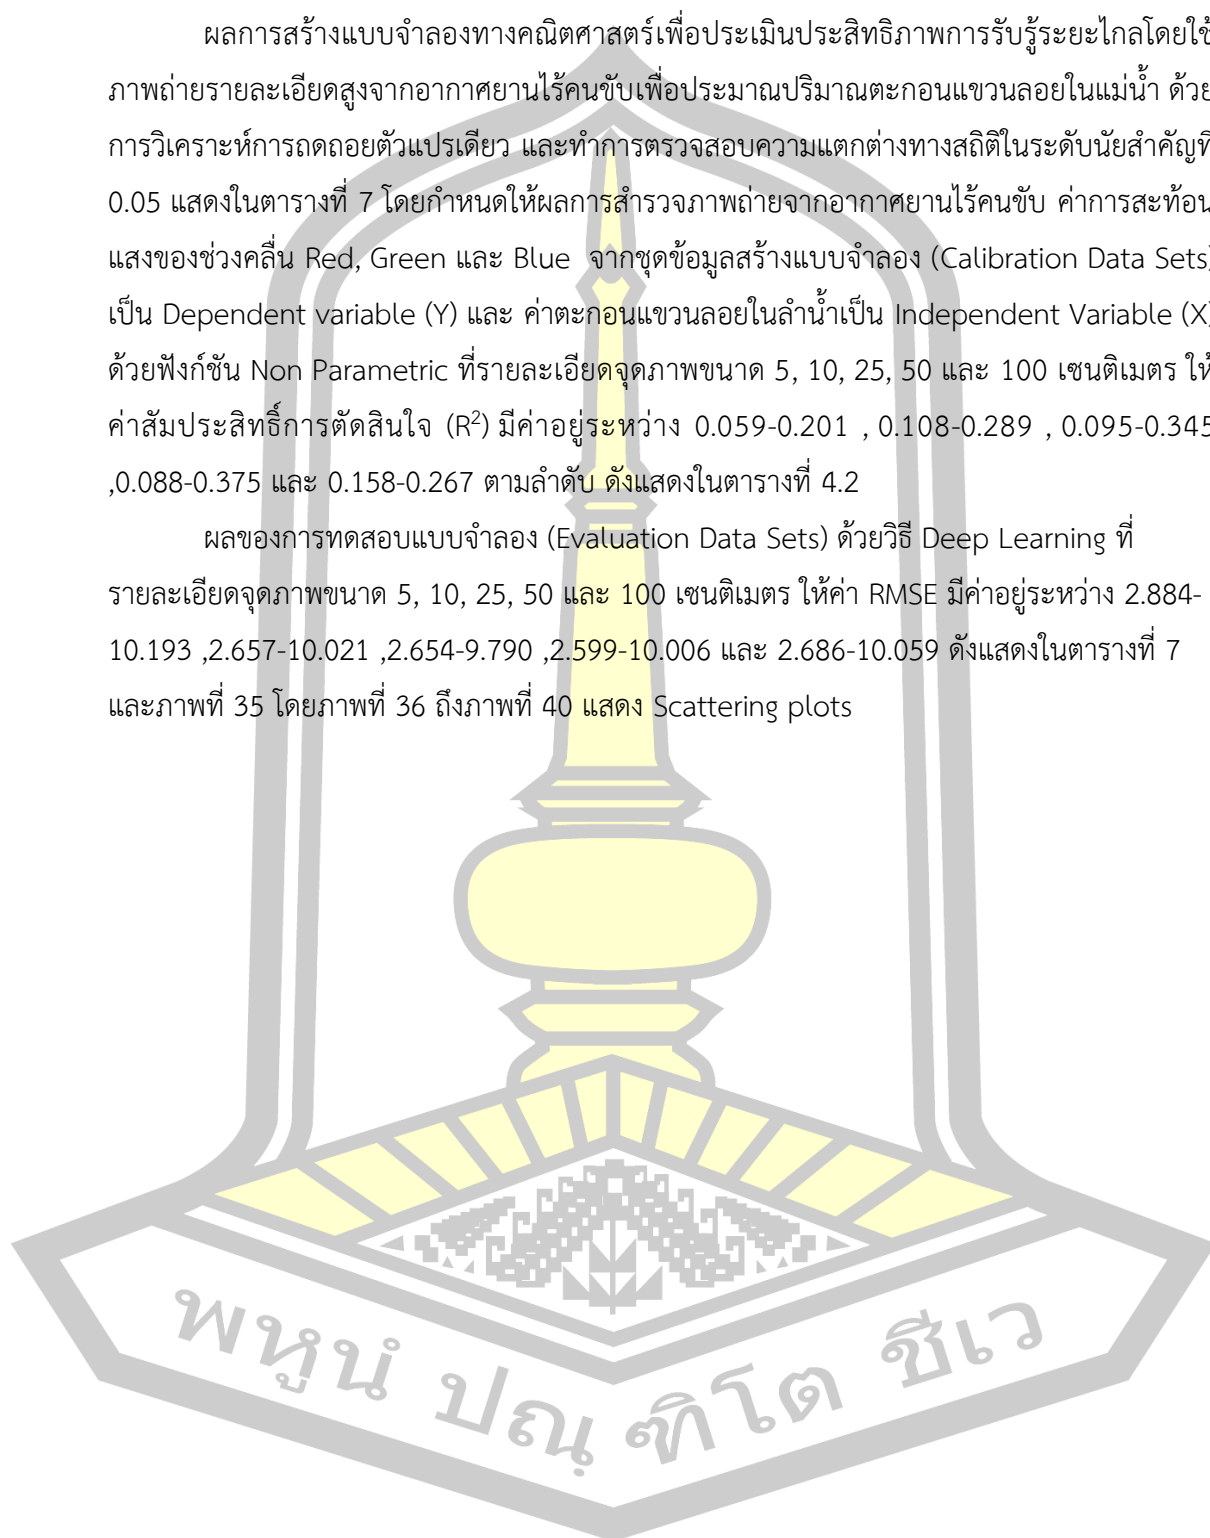 ผลการสร้างแบบจำลองทางคณิตศาสตร์เพื่อประเมินประสิทธิภาพการรับรู้ระยะไกลโดยใช้
ภาพถ่ายรายละเอียดสูงจากอากาศยานไร้คนขับเพื่อประมาณปริมาณตะกอนแขวนลอยในแม่น้ำ ด้วย
การวิเคราะห์การถดถอยตัวแปรเดียว และทำการตรวจสอบความแตกต่างทางสถิติในระดับนัยสำคัญที่
0.05 แสดงในตารางที่ 7 โดยกำหนดให้ผลการสำรวจภาพถ่ายจากอากาศยานไร้คนขับ ค่าการสะท้อน
แสงของช่วงคลื่น Red, Green และ Blue จากชุดข้อมูลสร้างแบบจำลอง (Calibration Data Sets)
เป็น Dependent variable (Y) และ ค่าตะกอนแขวนลอยในลำน้ำเป็น Independent Variable (X)
ด้วยฟังก์ชัน Non Parametric ที่รายละเอียดจุดภาพขนาด 5, 10, 25, 50 และ 100 เซนติเมตร ให้
ค่าสัมประสิทธิ์การตัดสินใจ (R²) มีค่าอยู่ระหว่าง 0.059-0.201 , 0.108-0.289 , 0.095-0.345
,0.088-0.375 และ 0.158-0.267 ตามลำดับ ดังแสดงในตารางที่ 4.2
ผลของการทดสอบแบบจำลอง (Evaluation Data Sets) ด้วยวิธี Deep Learning ที่
รายละเอียดจุดภาพขนาด 5, 10, 25, 50 และ 100 เซนติเมตร ให้ค่า RMSE มีค่าอยู่ระหว่าง 2.884-
10.193 ,2.657-10.021 ,2.654-9.790 ,2.599-10.006 และ 2.686-10.059 ดังแสดงในตารางที่ 7
และภาพที่ 35 โดยภาพที่ 36 ถึงภาพที่ 40 แสดง Scattering plots
พหูนํ ปณฺ ฑิโต ชีเว